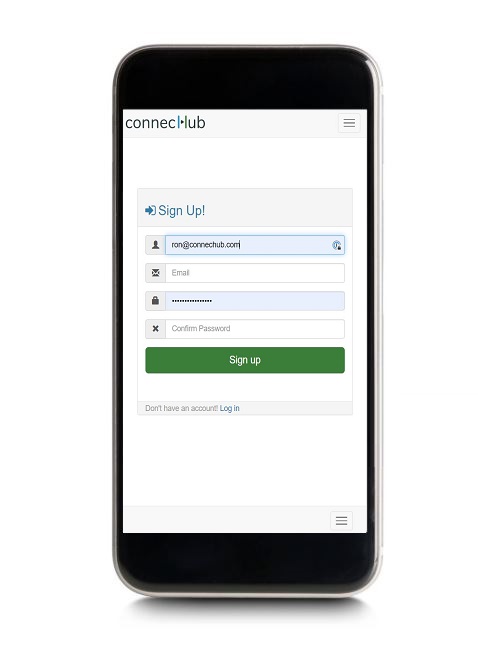 connecHub
Sign Up!
ron@connechub.com
Email
••••••••••••••••
Confirm Password
Sign up
Don't have an account! Log in